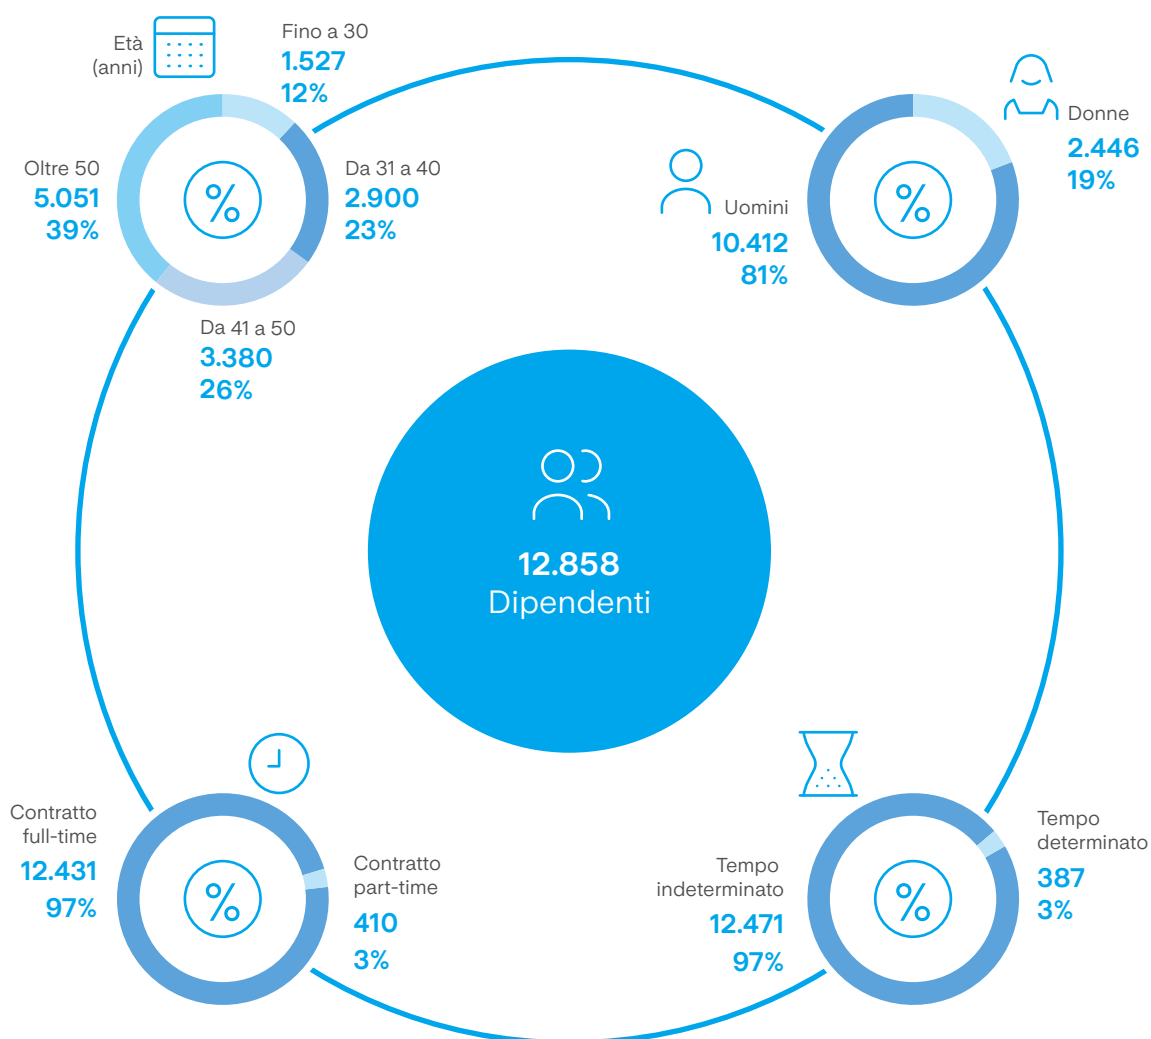 Età
(anni)
Fino a 30
1.527
12%
Oltre 50
5.051
39%
%
Da 31 a 40
2.900
23%
Da 41 a 50
3.380
26%
Donne
2.446
19%
Uomini
10.412
81%
%
12.858
Dipendenti
Contratto
full-time
12.431
97%
%
Contratto
part-time
410
3%
Tempo
indeterminato
12.471
97%
%
Tempo
determinato
387
3%